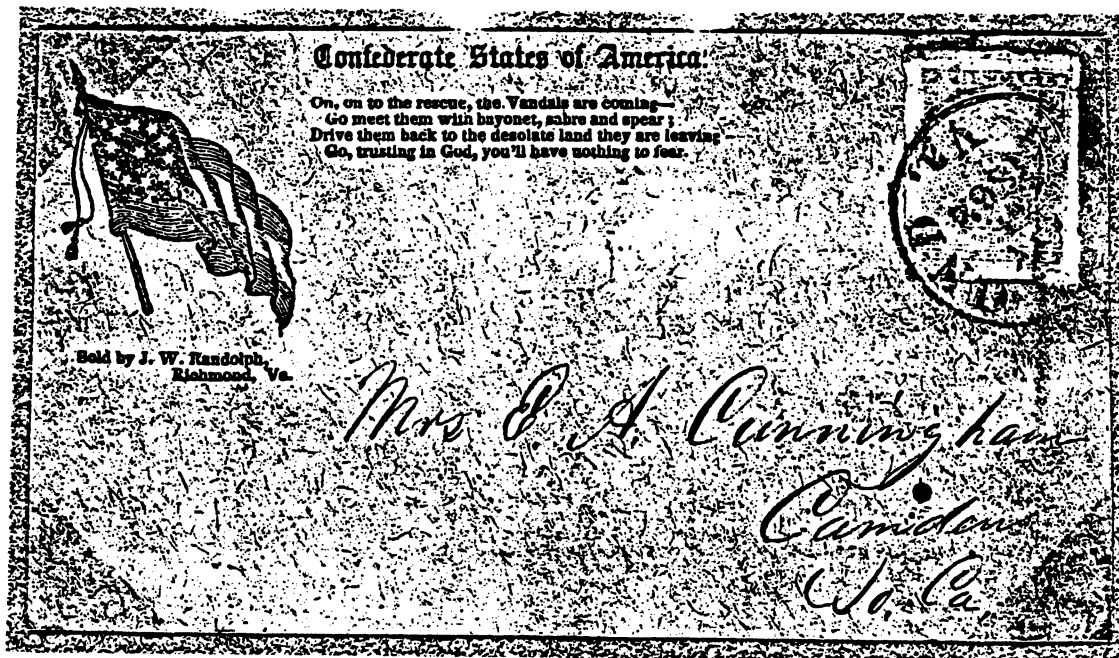 Confederate States of America.
On, on to the rescue, the Vandals are coming—
Go meet them with bayonet, sabre and spear;
Drive them back to the desolate land they are leaving—
Go, trusting in God, you'll have nothing to fear.
Sold by J. W. Randolph,
Richmond, Va.
VA
Mrs E. A. Cunningham
Camden
So. Ca.